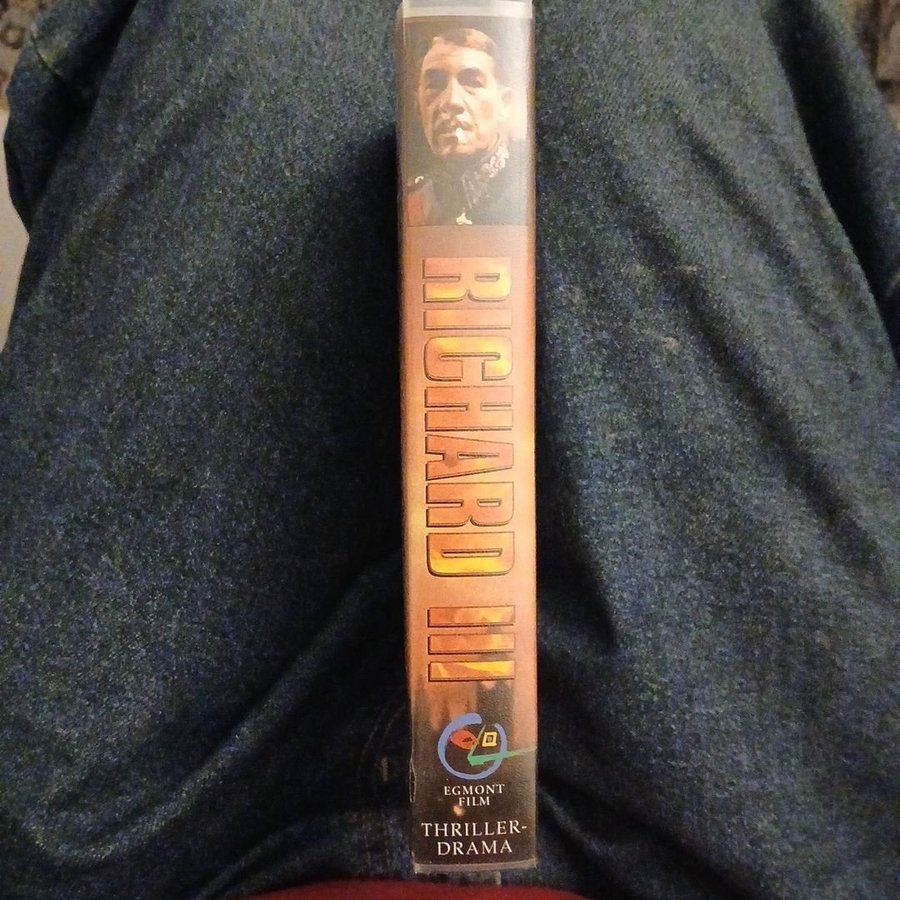 RICHARD III
EGMONT
FILM
THRILLER-
DRAMA